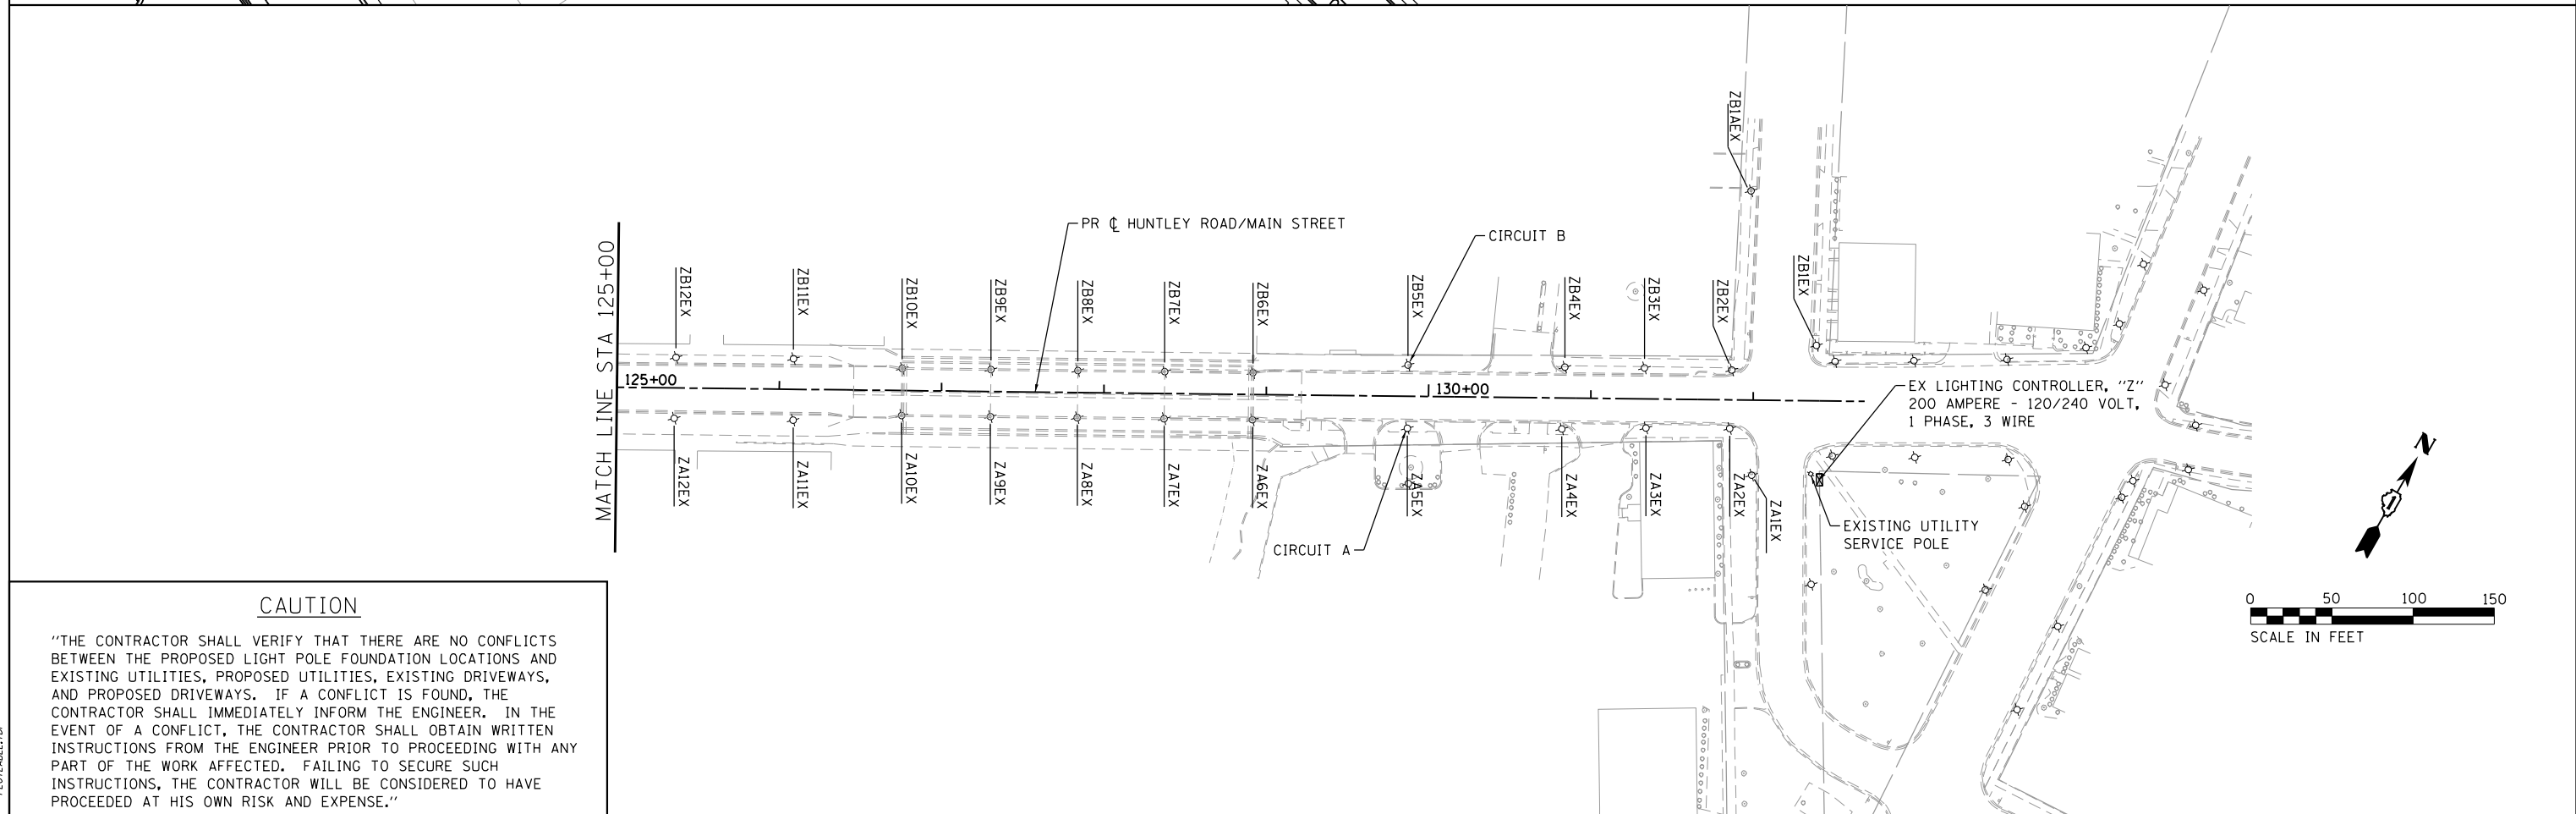 ZB1AEX
PR ℄ HUNTLEY ROAD/MAIN STREET
CIRCUIT B
MATCH LINE STA 125+00
ZB12EX
ZB11EX
ZB10EX
ZB9EX
ZB8EX
ZB7EX
ZB6EX
ZB5EX
ZB4EX
ZB3EX
ZB2EX
ZB1EX
125+00
130+00
EX LIGHTING CONTROLLER, "Z"
200 AMPERE - 120/240 VOLT,
1 PHASE, 3 WIRE
ZA12EX
ZA11EX
ZA10EX
ZA9EX
ZA8EX
ZA7EX
ZA6EX
ZA5EX
ZA4EX
ZA3EX
ZA2EX
ZA1EX
N
EXISTING UTILITY
SERVICE POLE
CIRCUIT A
0 50 100 150
SCALE IN FEET
CAUTION
"THE CONTRACTOR SHALL VERIFY THAT THERE ARE NO CONFLICTS
BETWEEN THE PROPOSED LIGHT POLE FOUNDATION LOCATIONS AND
EXISTING UTILITIES, PROPOSED UTILITIES, EXISTING DRIVEWAYS,
AND PROPOSED DRIVEWAYS. IF A CONFLICT IS FOUND, THE
CONTRACTOR SHALL IMMEDIATELY INFORM THE ENGINEER. IN THE
EVENT OF A CONFLICT, THE CONTRACTOR SHALL OBTAIN WRITTEN
INSTRUCTIONS FROM THE ENGINEER PRIOR TO PROCEEDING WITH ANY
PART OF THE WORK AFFECTED. FAILING TO SECURE SUCH
INSTRUCTIONS, THE CONTRACTOR WILL BE CONSIDERED TO HAVE
PROCEEDED AT HIS OWN RISK AND EXPENSE."